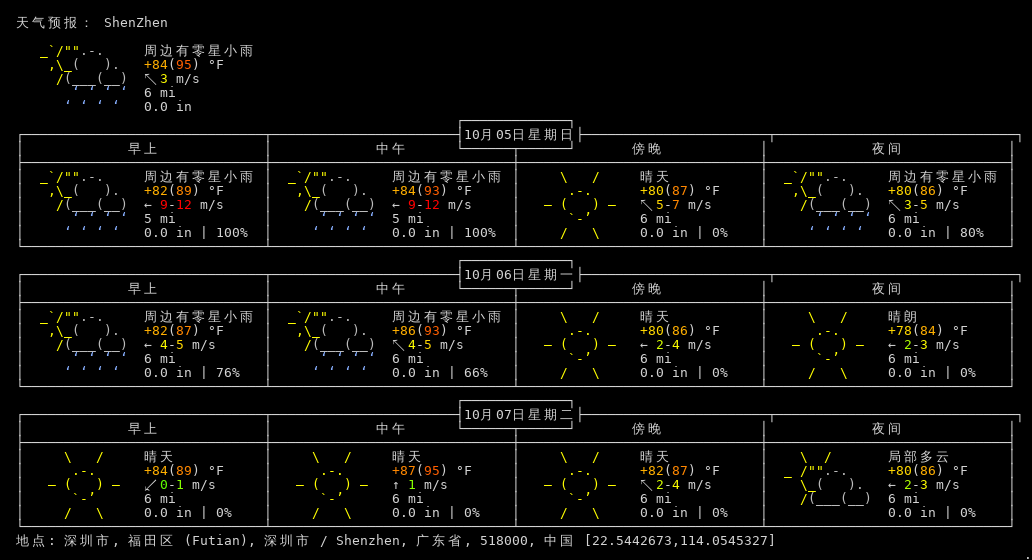 天气预报: ShenZhen
周边有零星小雨
+84(95) °F
↖3 m/s
6 mi
0.0 in
10月05日星期日
早上 中午 傍晚 夜间
周边有零星小雨 周边有零星小雨 晴天 周边有零星小雨
+82(89) °F +84(93) °F +80(87) °F +80(86) °F
← 9-12 m/s ← 9-12 m/s ↖5-7 m/s ↖3-5 m/s
5 mi 5 mi 6 mi 6 mi
0.0 in | 100% 0.0 in | 100% 0.0 in | 0% 0.0 in | 80%
10月06日星期一
早上 中午 傍晚 夜间
周边有零星小雨 周边有零星小雨 晴天 晴朗
+82(87) °F +86(93) °F +80(86) °F +78(84) °F
← 4-5 m/s ↖4-5 m/s ← 2-4 m/s ← 2-3 m/s
6 mi 6 mi 6 mi 6 mi
0.0 in | 76% 0.0 in | 66% 0.0 in | 0% 0.0 in | 0%
10月07日星期二
早上 中午 傍晚 夜间
晴天 晴天 晴天 局部多云
+84(89) °F +87(95) °F +82(87) °F +80(86) °F
↙0-1 m/s ↑ 1 m/s ↖2-4 m/s ← 2-3 m/s
6 mi 6 mi 6 mi 6 mi
0.0 in | 0% 0.0 in | 0% 0.0 in | 0% 0.0 in | 0%
地点: 深圳市, 福田区 (Futian), 深圳市 / Shenzhen, 广东省, 518000, 中国 [22.5442673,114.0545327]